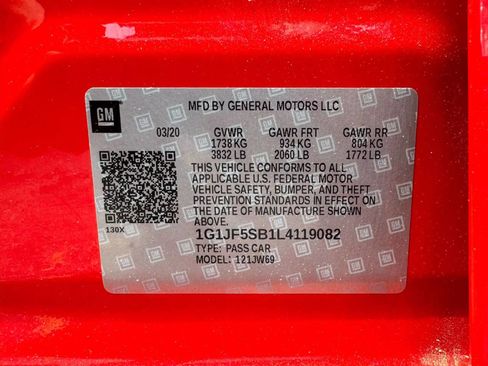 GM
MFD BY GENERAL MOTORS LLC
03/20 GVWR GAWR FRT GAWR RR
1738 KG 934 KG 804 KG
3832 LB 2060 LB 1772 LB
THIS VEHICLE CONFORMS TO ALL
APPLICABLE U.S. FEDERAL MOTOR
VEHICLE SAFETY, BUMPER, AND THEFT
PREVENTION STANDARDS IN EFFECT ON
THE DATE OF MANUFACTURE SHOWN
ABOVE.
130X
1G1JF5SB1L4119082
TYPE: PASS CAR
MODEL: 121JW69